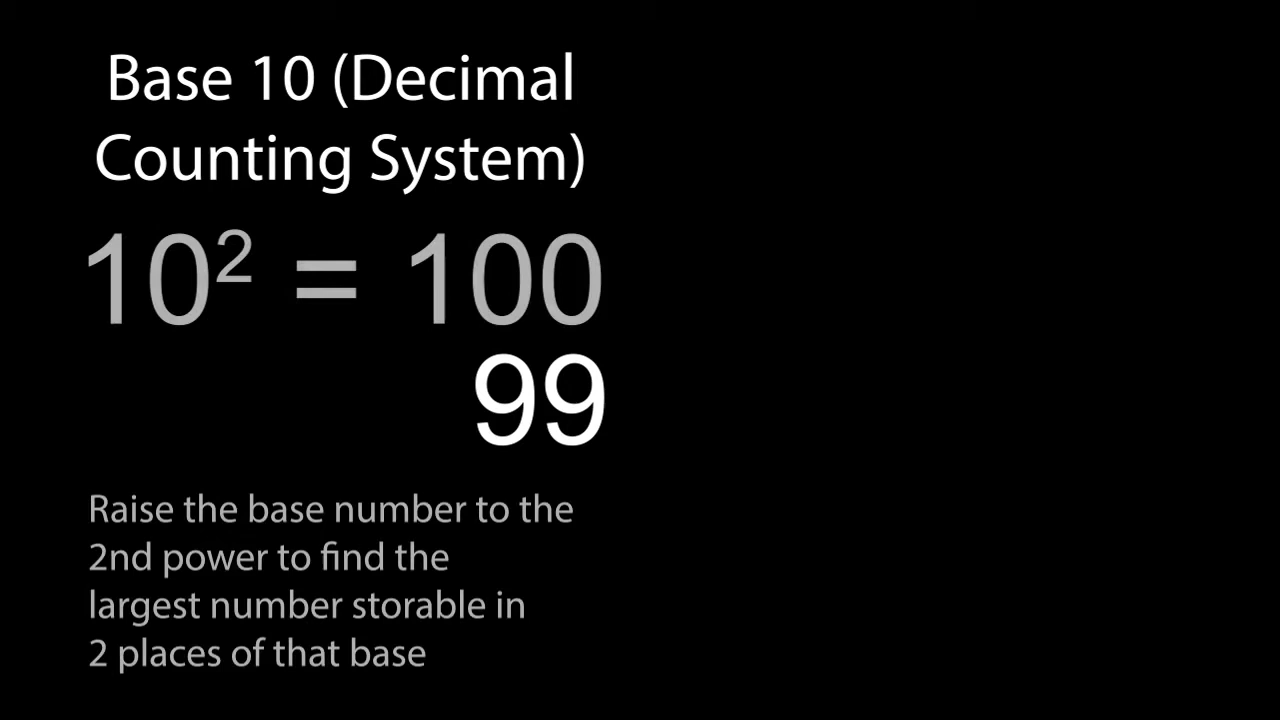 Base 10 (Decimal
Counting System)
10² = 100
99
Raise the base number to the
2nd power to find the
largest number storable in
2 places of that base